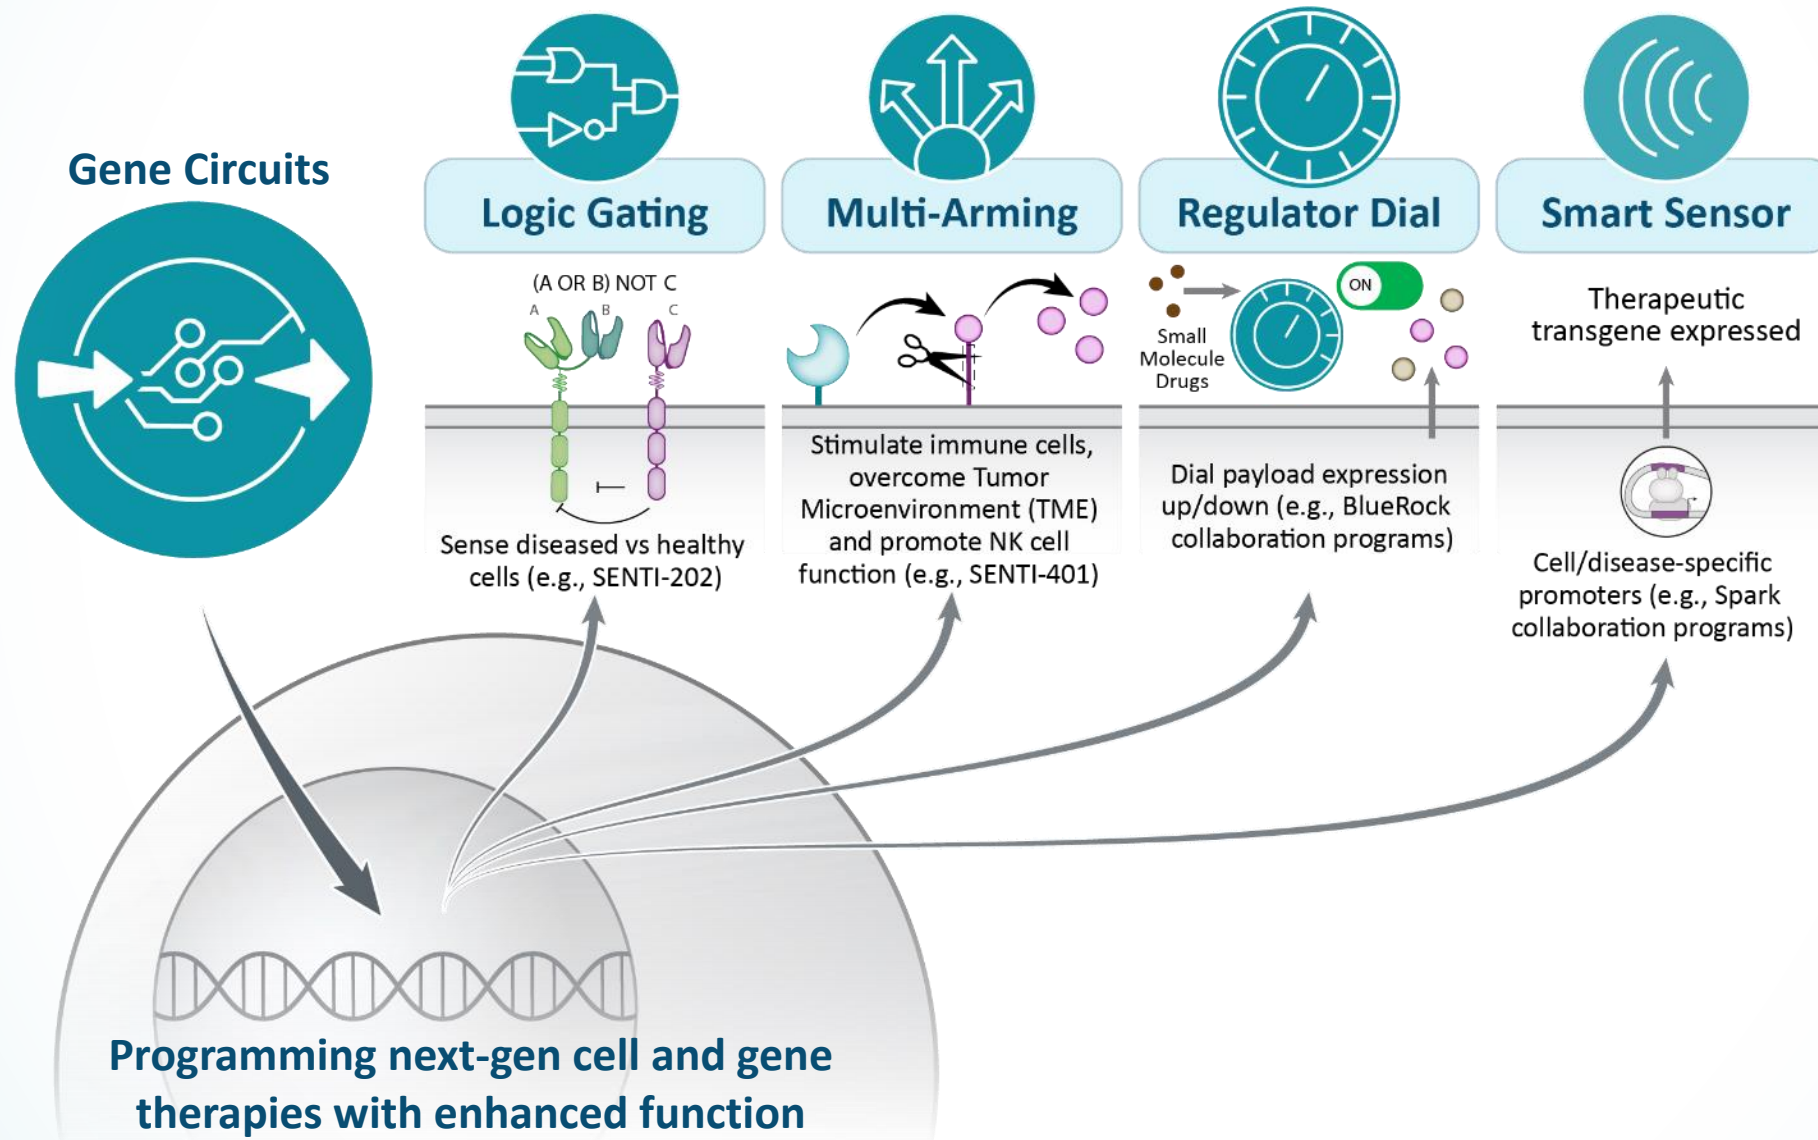 Gene Circuits
Logic Gating
(A OR B) NOT C
A
B
C
Sense diseased vs healthy
cells (e.g., SENTI-202)
Multi-Arming
Stimulate immune cells,
overcome Tumor
Microenvironment (TME)
and promote NK cell
function (e.g., SENTI-401)
Regulator Dial
ON
Small
Molecule
Drugs
Dial payload expression
up/down (e.g., BlueRock
collaboration programs)
Smart Sensor
Therapeutic
transgene expressed
Cell/disease-specific
promoters (e.g., Spark
collaboration programs)
Programming next-gen cell and gene
therapies with enhanced function